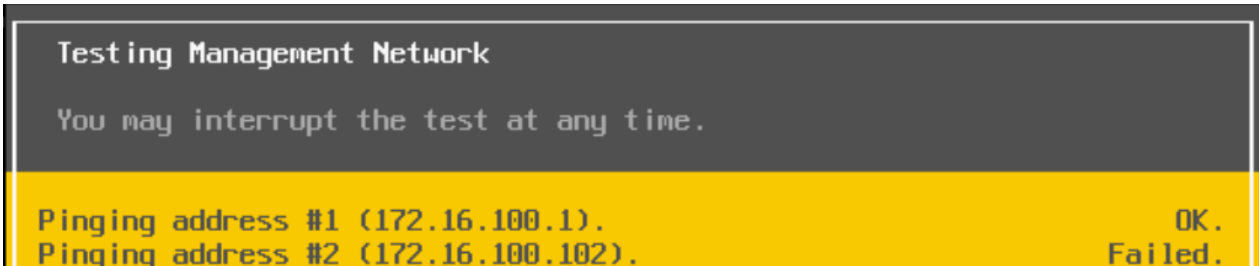 Testing Management Network
You may interrupt the test at any time.
Pinging address #1 (172.16.100.1). OK.
Pinging address #2 (172.16.100.102). Failed.